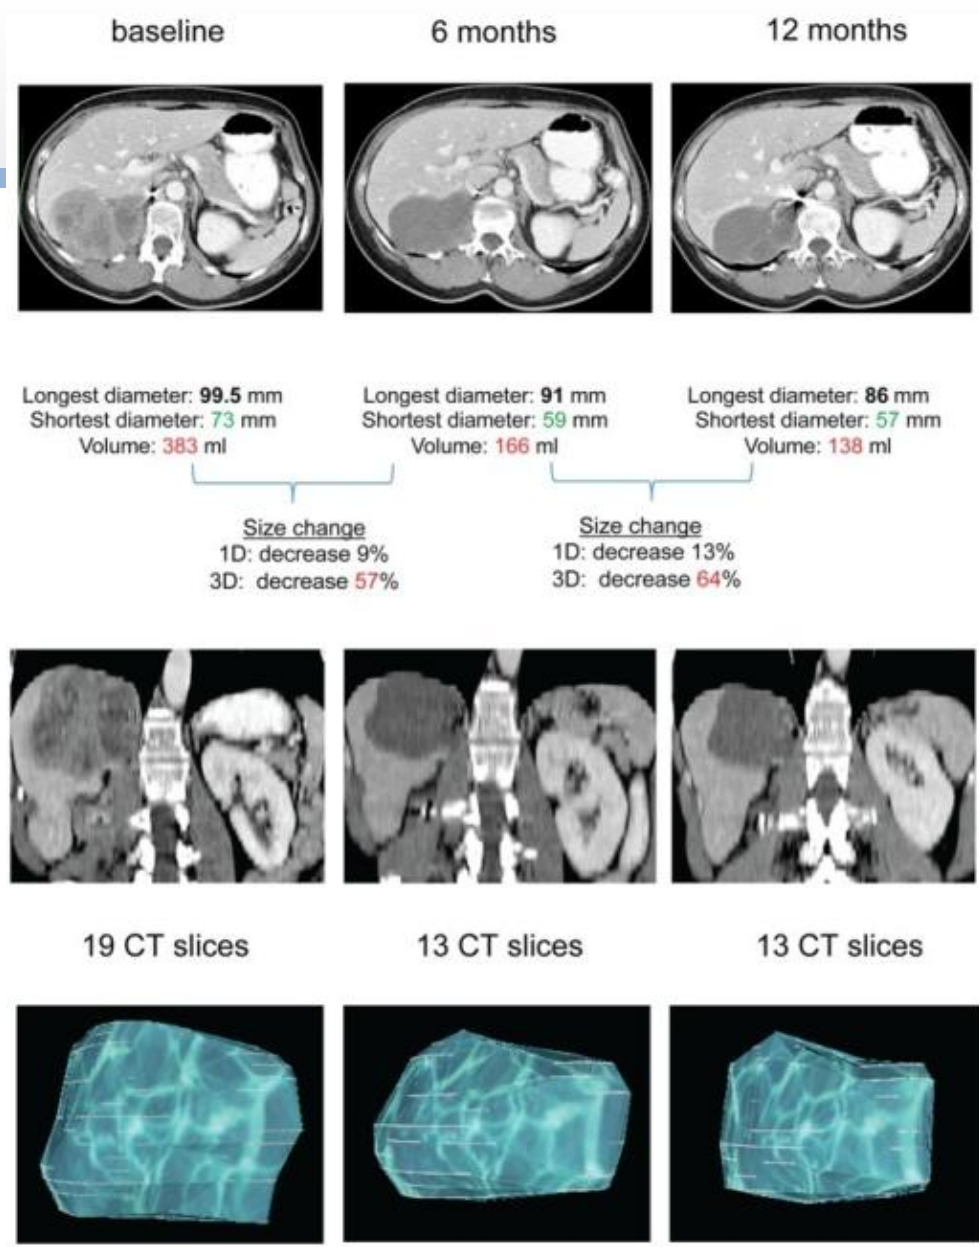 baseline
6 months
12 months
Longest diameter: 99.5 mm
Shortest diameter: 73 mm
Volume: 383 ml
Longest diameter: 91 mm
Shortest diameter: 59 mm
Volume: 166 ml
Longest diameter: 86 mm
Shortest diameter: 57 mm
Volume: 138 ml
Size change
1D: decrease 9%
3D: decrease 57%
Size change
1D: decrease 13%
3D: decrease 64%
19 CT slices
13 CT slices
13 CT slices